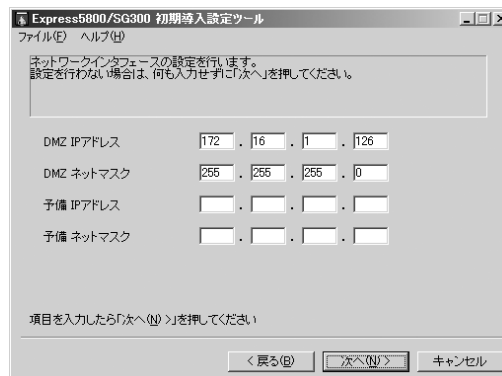 Express5800/SG300 初期導入設定ツール
ファイル(F) ヘルプ(H)
ネットワークインタフェースの設定を行います。
設定を行わない場合は、何も入力せずに「次へ」を押してください。
DMZ IPアドレス 172 . 16 . 1 . 126
DMZ ネットマスク 255 . 255 . 255 . 0
予備 IPアドレス . . .
予備 ネットマスク . . .
項目を入力したら「次へ(N) >」を押してください
< 戻る(B) 次へ(N) > キャンセル